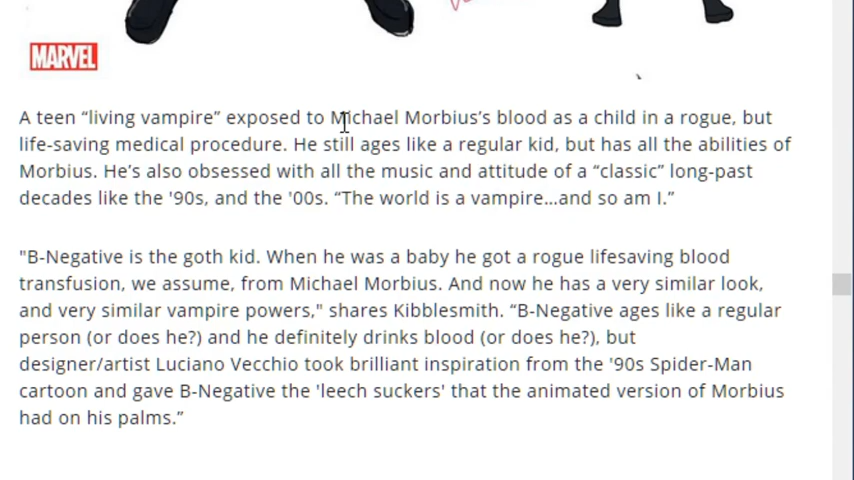 MARVEL
A teen “living vampire” exposed to Michael Morbius’s blood as a child in a rogue, but
life-saving medical procedure. He still ages like a regular kid, but has all the abilities of
Morbius. He’s also obsessed with all the music and attitude of a “classic” long-past
decades like the '90s, and the '00s. “The world is a vampire…and so am I.”
"B-Negative is the goth kid. When he was a baby he got a rogue lifesaving blood
transfusion, we assume, from Michael Morbius. And now he has a very similar look,
and very similar vampire powers," shares Kibblesmith. “B-Negative ages like a regular
person (or does he?) and he definitely drinks blood (or does he?), but
designer/artist Luciano Vecchio took brilliant inspiration from the '90s Spider-Man
cartoon and gave B-Negative the 'leech suckers' that the animated version of Morbius
had on his palms.”